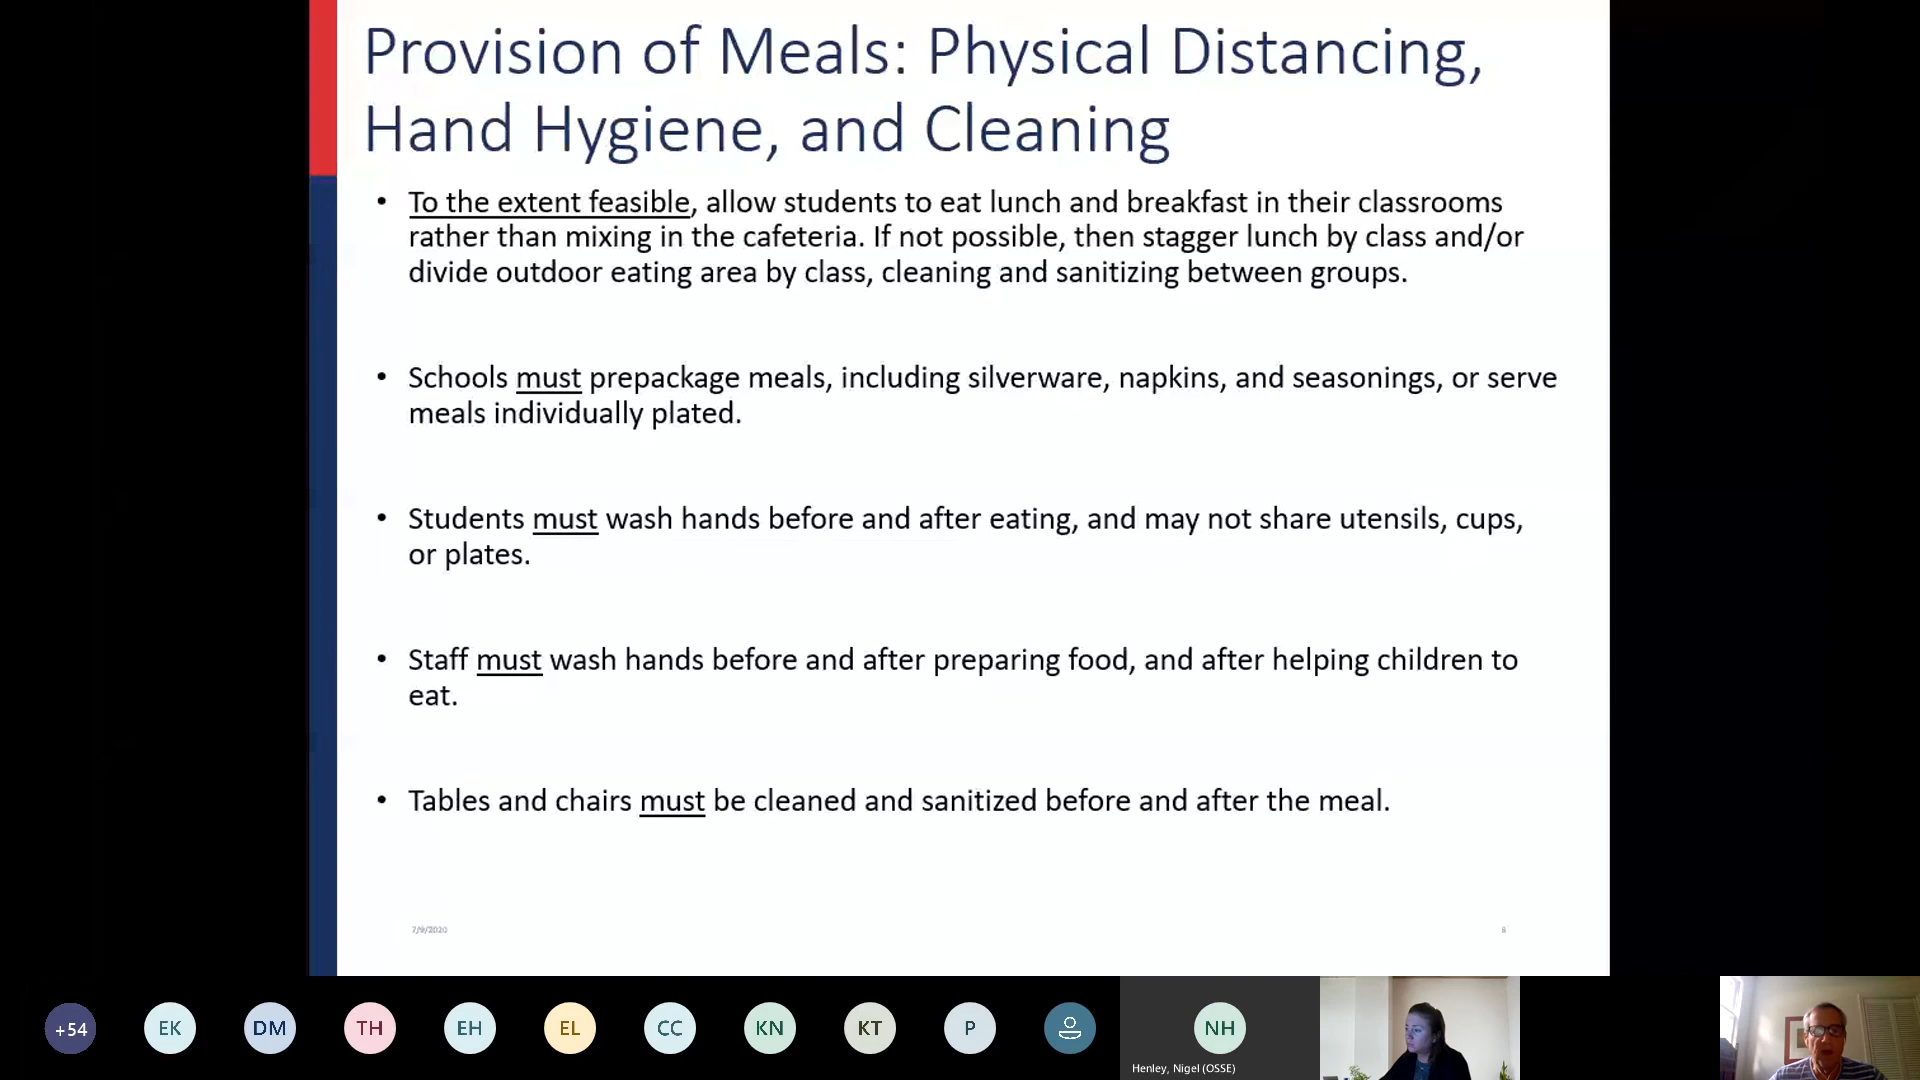 Provision of Meals: Physical Distancing,
Hand Hygiene, and Cleaning
• To the extent feasible, allow students to eat lunch and breakfast in their classrooms
rather than mixing in the cafeteria. If not possible, then stagger lunch by class and/or
divide outdoor eating area by class, cleaning and sanitizing between groups.
• Schools must prepackage meals, including silverware, napkins, and seasonings, or serve
meals individually plated.
• Students must wash hands before and after eating, and may not share utensils, cups,
or plates.
• Staff must wash hands before and after preparing food, and after helping children to
eat.
• Tables and chairs must be cleaned and sanitized before and after the meal.
7/9/2020
+54
EK
DM
TH
EH
EL
CC
KN
KT
P
NH
Henley, Nigel (OSSE)